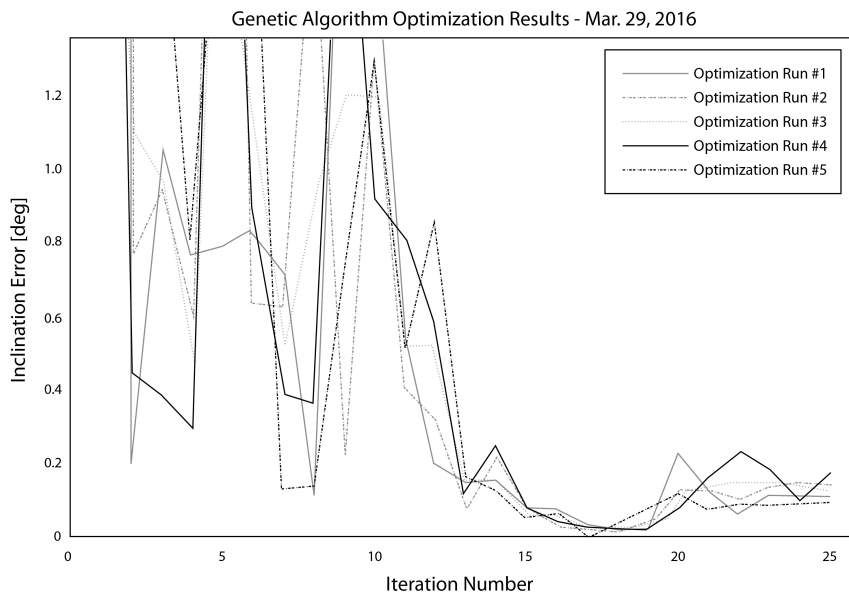 Genetic Algorithm Optimization Results - Mar. 29, 2016
Optimization Run #1
Optimization Run #2
Optimization Run #3
Optimization Run #4
Optimization Run #5
Inclination Error [deg]
1.2
1.0
0.8
0.6
0.4
0.2
0
0 5 10 15 20 25
Iteration Number